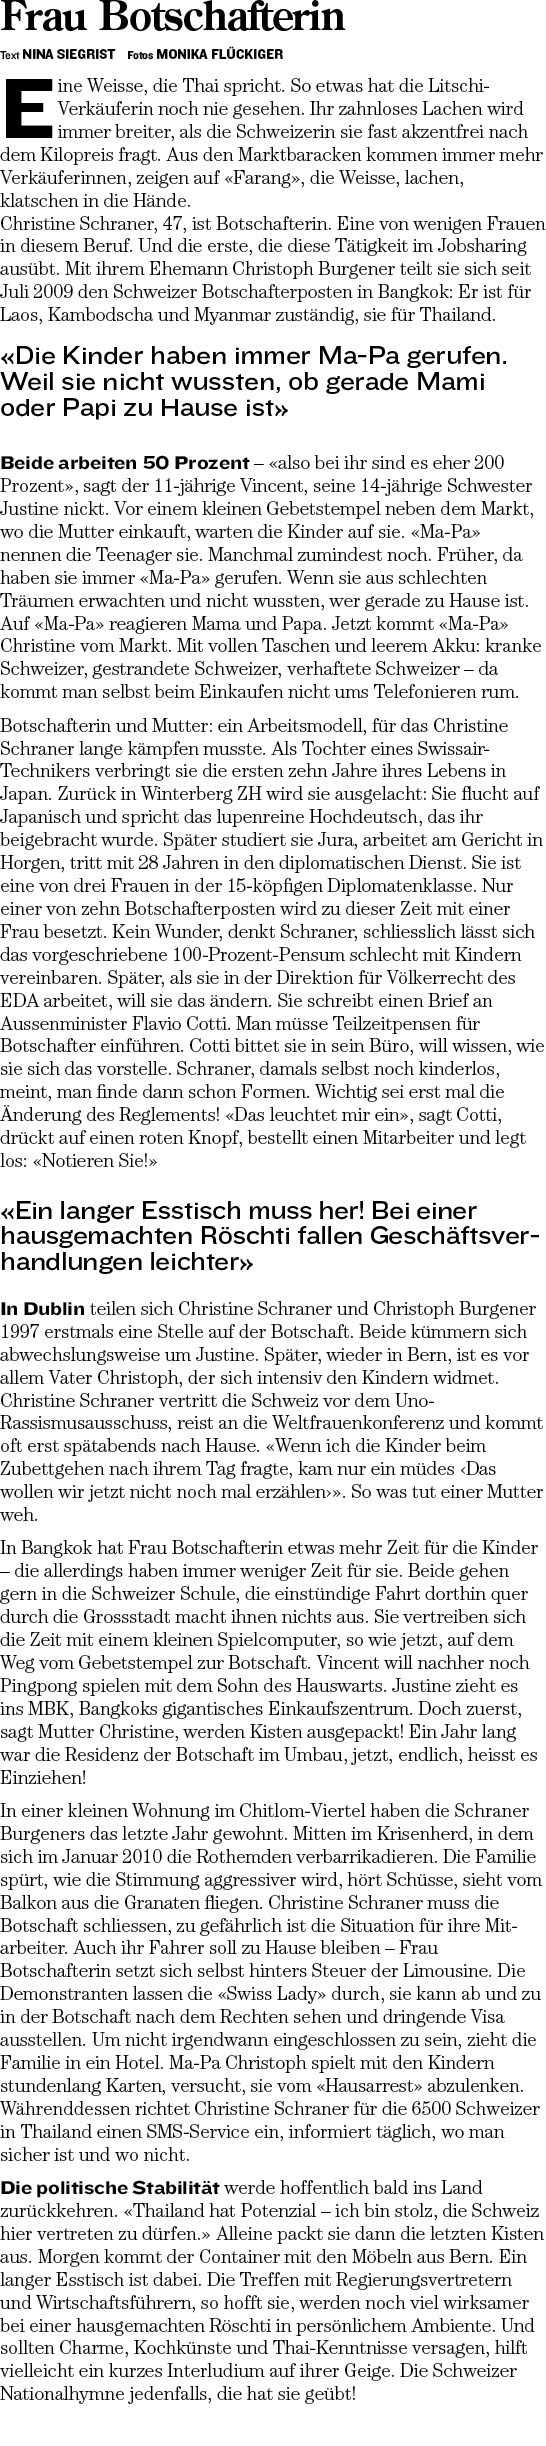 Frau Botschafterin
Text NINA SIEGRIST Fotos MONIKA FLÜCKIGER
Eine Weisse, die Thai spricht. So etwas hat die Litschi-
Verkäuferin noch nie gesehen. Ihr zahnloses Lachen wird
immer breiter, als die Schweizerin sie fast akzentfrei nach
dem Kilopreis fragt. Aus den Marktbaracken kommen immer mehr
Verkäuferinnen, zeigen auf «Farang», die Weisse, lachen,
klatschen in die Hände.
Christine Schraner, 47, ist Botschafterin. Eine von wenigen Frauen
in diesem Beruf. Und die erste, die diese Tätigkeit im Jobsharing
ausübt. Mit ihrem Ehemann Christoph Burgener teilt sie sich seit
Juli 2009 den Schweizer Botschafterposten in Bangkok: Er ist für
Laos, Kambodscha und Myanmar zuständig, sie für Thailand.
«Die Kinder haben immer Ma-Pa gerufen.
Weil sie nicht wussten, ob gerade Mami
oder Papi zu Hause ist»
Beide arbeiten 50 Prozent – «also bei ihr sind es eher 200
Prozent», sagt der 11-jährige Vincent, seine 14-jährige Schwester
Justine nickt. Vor einem kleinen Gebetstempel neben dem Markt,
wo die Mutter einkauft, warten die Kinder auf sie. «Ma-Pa»
nennen die Teenager sie. Manchmal zumindest noch. Früher, da
haben sie immer «Ma-Pa» gerufen. Wenn sie aus schlechten
Träumen erwachten und nicht wussten, wer gerade zu Hause ist.
Auf «Ma-Pa» reagieren Mama und Papa. Jetzt kommt «Ma-Pa»
Christine vom Markt. Mit vollen Taschen und leerem Akku: kranke
Schweizer, gestrandete Schweizer, verhaftete Schweizer – da
kommt man selbst beim Einkaufen nicht ums Telefonieren rum.
Botschafterin und Mutter: ein Arbeitsmodell, für das Christine
Schraner lange kämpfen musste. Als Tochter eines Swissair-
Technikers verbringt sie die ersten zehn Jahre ihres Lebens in
Japan. Zurück in Winterberg ZH wird sie ausgelacht: Sie flucht auf
Japanisch und spricht das lupenreine Hochdeutsch, das ihr
beigebracht wurde. Später studiert sie Jura, arbeitet am Gericht in
Horgen, tritt mit 28 Jahren in den diplomatischen Dienst. Sie ist
eine von drei Frauen in der 15-köpfigen Diplomatenklasse. Nur
einer von zehn Botschafterposten wird zu dieser Zeit mit einer
Frau besetzt. Kein Wunder, denkt Schraner, schliesslich lässt sich
das vorgeschriebene 100-Prozent-Pensum schlecht mit Kindern
vereinbaren. Später, als sie in der Direktion für Völkerrecht des
EDA arbeitet, will sie das ändern. Sie schreibt einen Brief an
Aussenminister Flavio Cotti. Man müsse Teilzeitpensen für
Botschafter einführen. Cotti bittet sie in sein Büro, will wissen, wie
sie sich das vorstelle. Schraner, damals selbst noch kinderlos,
meint, man finde dann schon Formen. Wichtig sei erst mal die
Änderung des Reglements! «Das leuchtet mir ein», sagt Cotti,
drückt auf einen roten Knopf, bestellt einen Mitarbeiter und legt
los: «Notieren Sie!»
«Ein langer Esstisch muss her! Bei einer
hausgemachten Röschti fallen Geschäftsver-
handlungen leichter»
In Dublin teilen sich Christine Schraner und Christoph Burgener
1997 erstmals eine Stelle auf der Botschaft. Beide kümmern sich
abwechslungsweise um Justine. Später, wieder in Bern, ist es vor
allem Vater Christoph, der sich intensiv den Kindern widmet.
Christine Schraner vertritt die Schweiz vor dem Uno-
Rassismusausschuss, reist an die Weltfrauenkonferenz und kommt
oft erst spätabends nach Hause. «Wenn ich die Kinder beim
Zubettgehen nach ihrem Tag fragte, kam nur ein müdes ‹Das
wollen wir jetzt nicht noch mal erzählen›». So was tut einer Mutter
weh.
In Bangkok hat Frau Botschafterin etwas mehr Zeit für die Kinder
– die allerdings haben immer weniger Zeit für sie. Beide gehen
gern in die Schweizer Schule, die einstündige Fahrt dorthin quer
durch die Grossstadt macht ihnen nichts aus. Sie vertreiben sich
die Zeit mit einem kleinen Spielcomputer, so wie jetzt, auf dem
Weg vom Gebetstempel zur Botschaft. Vincent will nachher noch
Pingpong spielen mit dem Sohn des Hauswarts. Justine zieht es
ins MBK, Bangkoks gigantisches Einkaufszentrum. Doch zuerst,
sagt Mutter Christine, werden Kisten ausgepackt! Ein Jahr lang
war die Residenz der Botschaft im Umbau, jetzt, endlich, heisst es
Einziehen!
In einer kleinen Wohnung im Chitlom-Viertel haben die Schraner
Burgeners das letzte Jahr gewohnt. Mitten im Krisenherd, in dem
sich im Januar 2010 die Rothemden verbarrikadieren. Die Familie
spürt, wie die Stimmung aggressiver wird, hört Schüsse, sieht vom
Balkon aus die Granaten fliegen. Christine Schraner muss die
Botschaft schliessen, zu gefährlich ist die Situation für ihre Mit-
arbeiter. Auch ihr Fahrer soll zu Hause bleiben – Frau
Botschafterin setzt sich selbst hinters Steuer der Limousine. Die
Demonstranten lassen die «Swiss Lady» durch, sie kann ab und zu
in der Botschaft nach dem Rechten sehen und dringende Visa
ausstellen. Um nicht irgendwann eingeschlossen zu sein, zieht die
Familie in ein Hotel. Ma-Pa Christoph spielt mit den Kindern
stundenlang Karten, versucht, sie vom «Hausarrest» abzulenken.
Währenddessen richtet Christine Schraner für die 6500 Schweizer
in Thailand einen SMS-Service ein, informiert täglich, wo man
sicher ist und wo nicht.
Die politische Stabilität werde hoffentlich bald ins Land
zurückkehren. «Thailand hat Potenzial – ich bin stolz, die Schweiz
hier vertreten zu dürfen.» Alleine packt sie dann die letzten Kisten
aus. Morgen kommt der Container mit den Möbeln aus Bern. Ein
langer Esstisch ist dabei. Die Treffen mit Regierungsvertretern
und Wirtschaftsführern, so hofft sie, werden noch viel wirksamer
bei einer hausgemachten Röschti in persönlichem Ambiente. Und
sollten Charme, Kochkünste und Thai-Kenntnisse versagen, hilft
vielleicht ein kurzes Interludium auf ihrer Geige. Die Schweizer
Nationalhymne jedenfalls, die hat sie geübt!